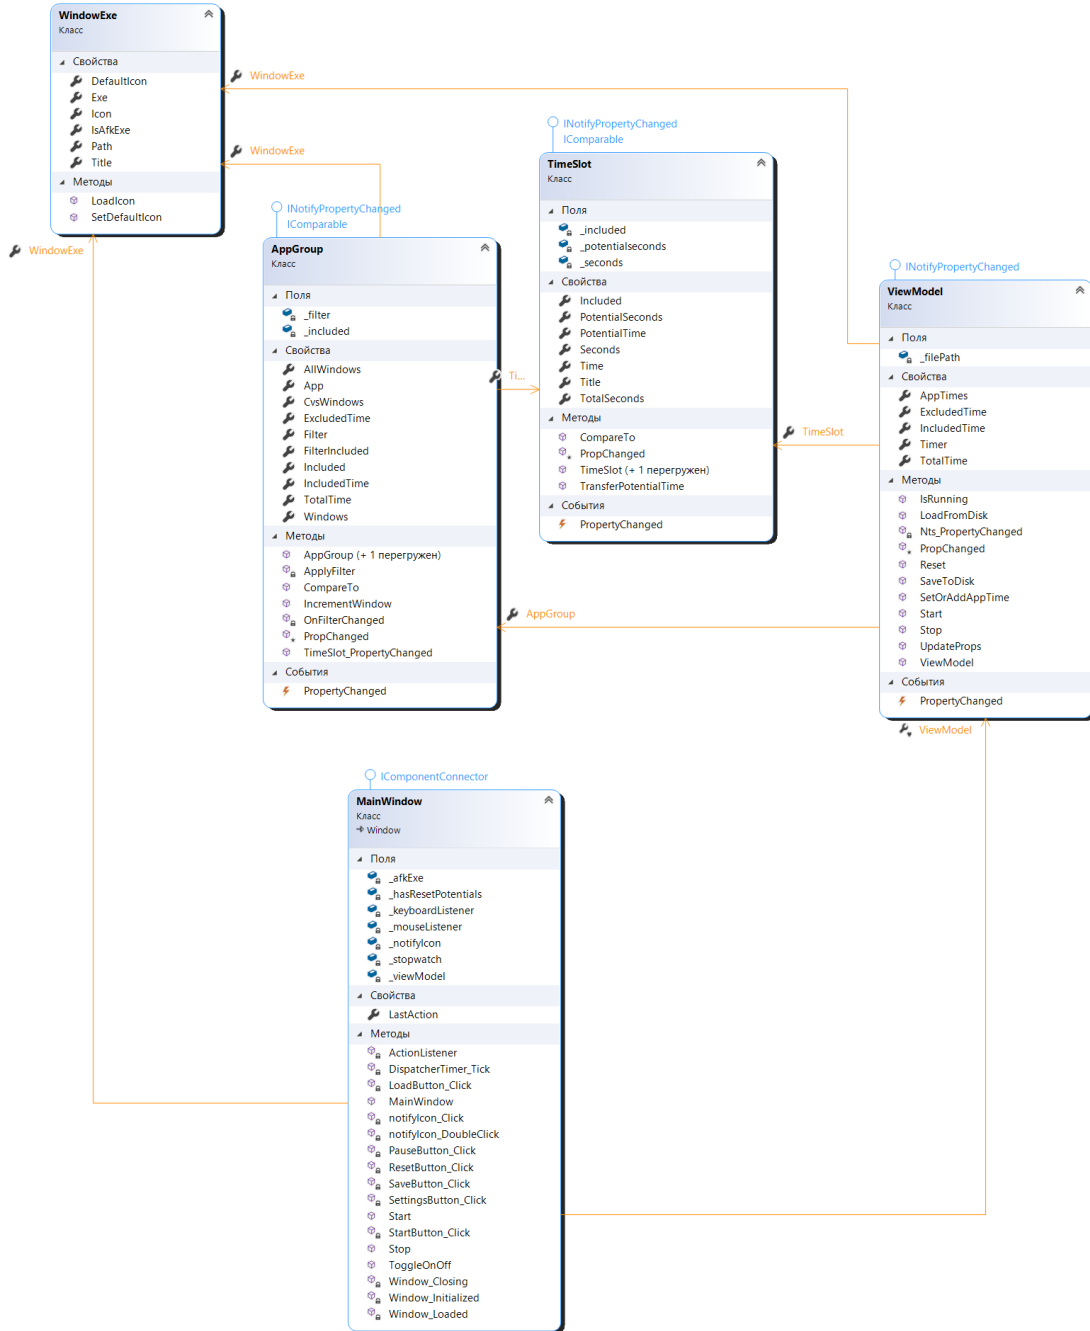 WindowExe
Класс
Свойства
DefaultIcon
Exe
Icon
IsAfkExe
Path
Title
Методы
LoadIcon
SetDefaultIcon
WindowExe
WindowExe
WindowExe
INotifyPropertyChanged
IComparable
AppGroup
Класс
Поля
_filter
_included
Свойства
AllWindows
App
CvsWindows
ExcludedTime
Filter
FilterIncluded
Included
IncludedTime
TotalTime
Windows
Методы
AppGroup (+ 1 перегружен)
ApplyFilter
CompareTo
IncrementWindow
OnFilterChanged
PropChanged
TimeSlot_PropertyChanged
События
PropertyChanged
Ti...
INotifyPropertyChanged
IComparable
TimeSlot
Класс
Поля
_included
_potentialseconds
_seconds
Свойства
Included
PotentialSeconds
PotentialTime
Seconds
Time
Title
TotalSeconds
Методы
CompareTo
PropChanged
TimeSlot (+ 1 перегружен)
TransferPotentialTime
События
PropertyChanged
TimeSlot
AppGroup
INotifyPropertyChanged
ViewModel
Класс
Поля
_filePath
Свойства
AppTimes
ExcludedTime
IncludedTime
Timer
TotalTime
Методы
IsRunning
LoadFromDisk
Nts_PropertyChanged
PropChanged
Reset
SaveToDisk
SetOrAddAppTime
Start
Stop
UpdateProps
ViewModel
События
PropertyChanged
ViewModel
IComponentConnector
MainWindow
Класс
Window
Поля
_afkExe
_hasResetPotentials
_keyboardListener
_mouseListener
_notifyIcon
_stopwatch
_viewModel
Свойства
LastAction
Методы
ActionListener
DispatcherTimer_Tick
LoadButton_Click
MainWindow
notifyIcon_Click
notifyIcon_DoubleClick
PauseButton_Click
ResetButton_Click
SaveButton_Click
SettingsButton_Click
Start
StartButton_Click
Stop
ToggleOnOff
Window_Closing
Window_Initialized
Window_Loaded